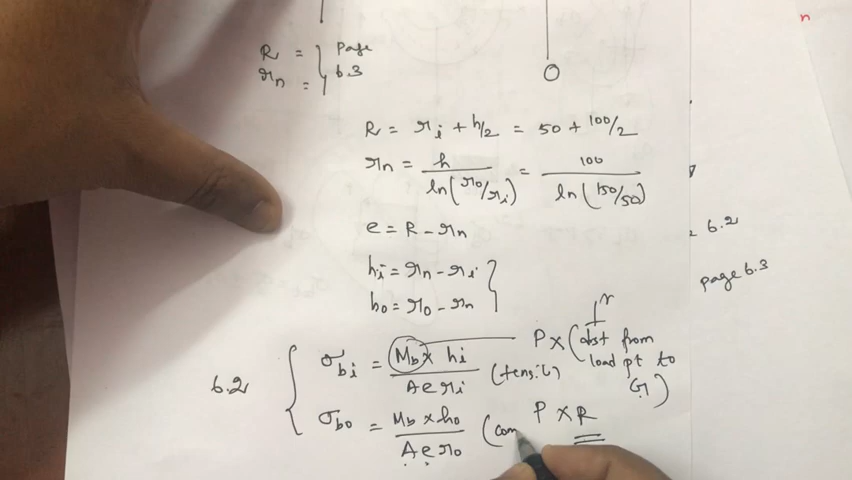 n
R = } Page
rn = } 6.3
O
R = ri + h/2 = 50 + 100/2
rn = h / ln(ro/ri) = 100 / ln(150/50)
e = R - rn
6.2
hi = rn - ri
page 6.3
ho = ro - rn
6.2 { σbi = Mb x hi / A e ri (tensile) P x (dist from load pt to G)
σbo = Mb x ho / A e ro (com P x R